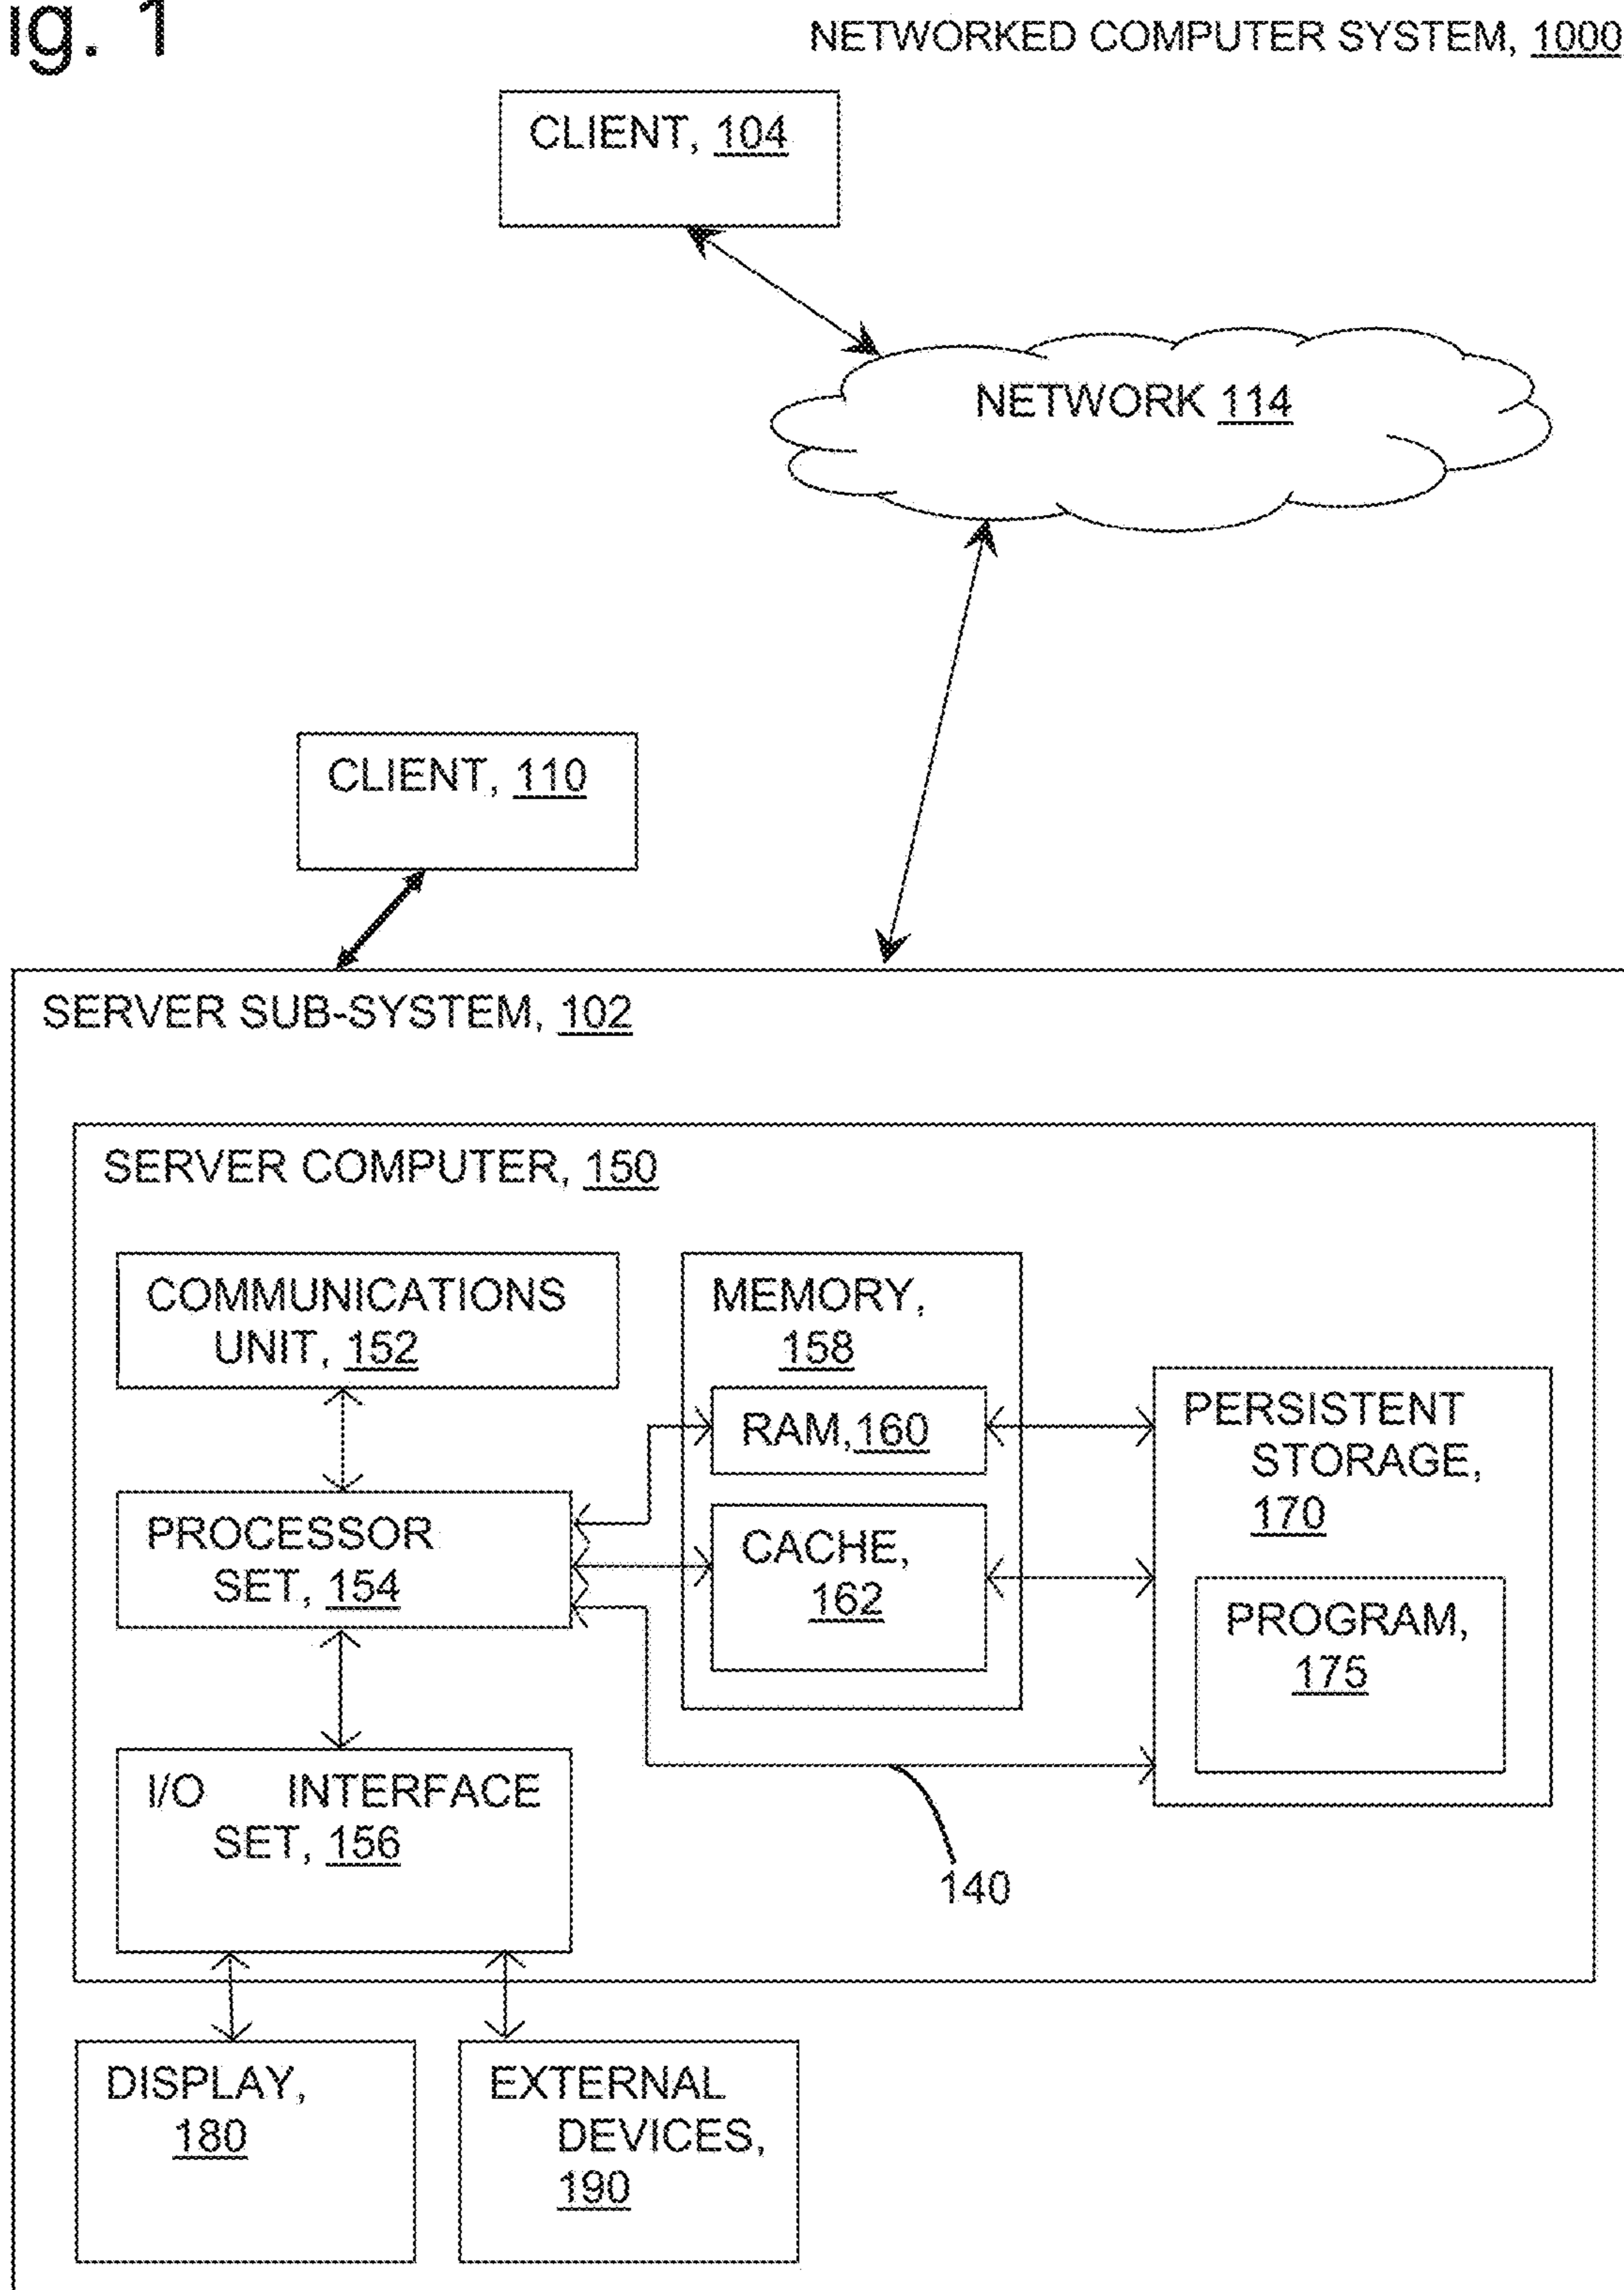 ig. 1
NETWORKED COMPUTER SYSTEM, 1000
CLIENT, 104
NETWORK 114
CLIENT, 110
SERVER SUB-SYSTEM, 102
SERVER COMPUTER, 150
COMMUNICATIONS
UNIT, 152
MEMORY,
158
RAM,160
PERSISTENT
STORAGE,
170
PROCESSOR
SET, 154
CACHE,
162
PROGRAM,
175
I/O INTERFACE
SET, 156
140
DISPLAY,
180
EXTERNAL
DEVICES,
190